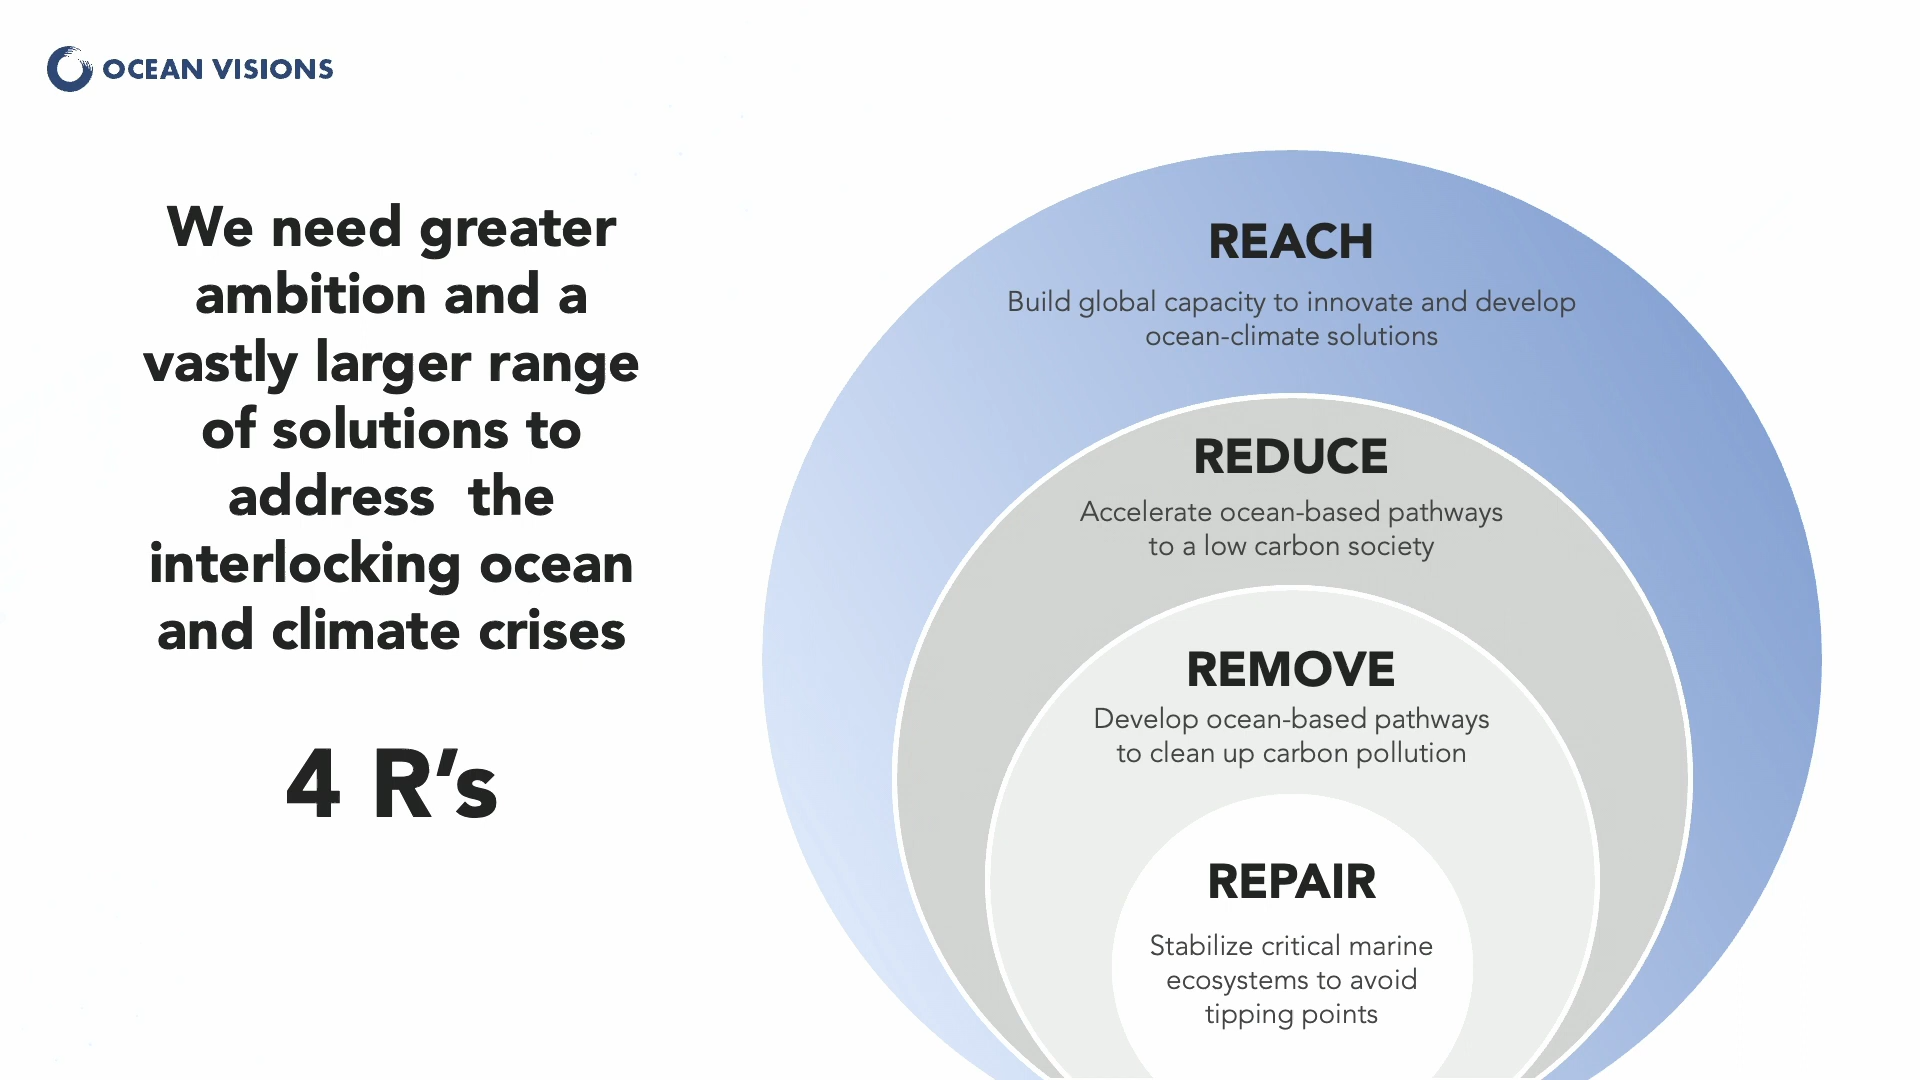 OCEAN VISIONS
We need greater
ambition and a
vastly larger range
of solutions to
address  the
interlocking ocean
and climate crises
4 R’s
REACH
Build global capacity to innovate and develop
ocean-climate solutions
REDUCE
Accelerate ocean-based pathways
to a low carbon society
REMOVE
Develop ocean-based pathways
to clean up carbon pollution
REPAIR
Stabilize critical marine
ecosystems to avoid
tipping points